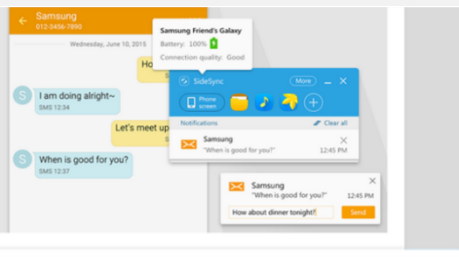 Samsung
012-3456-7890
Wednesday, June 10, 2015
Ho
I am doing alright~
SMS 12:34
Let's meet up
When is good for you?
SMS 12:37
Samsung Friend's Galaxy
Battery: 100%
Connection quality: Good
SideSync
More
Phone screen
Notifications
Clear all
Samsung
"When is good for you?"
12:45 PM
Samsung
"When is good for you?"
12:45 PM
How about dinner tonight?
Send